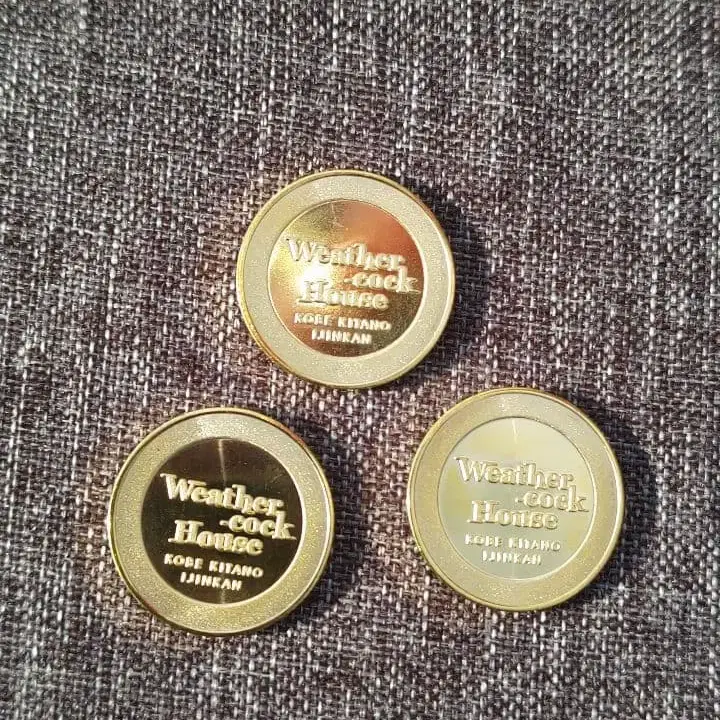 Weather
-cock
House
KOBE KITANO
IJINKAN
Weather
-cock
House
KOBE KITANO
IJINKAN
Weather
-cock
House
KOBE KITANO
IJINKAN